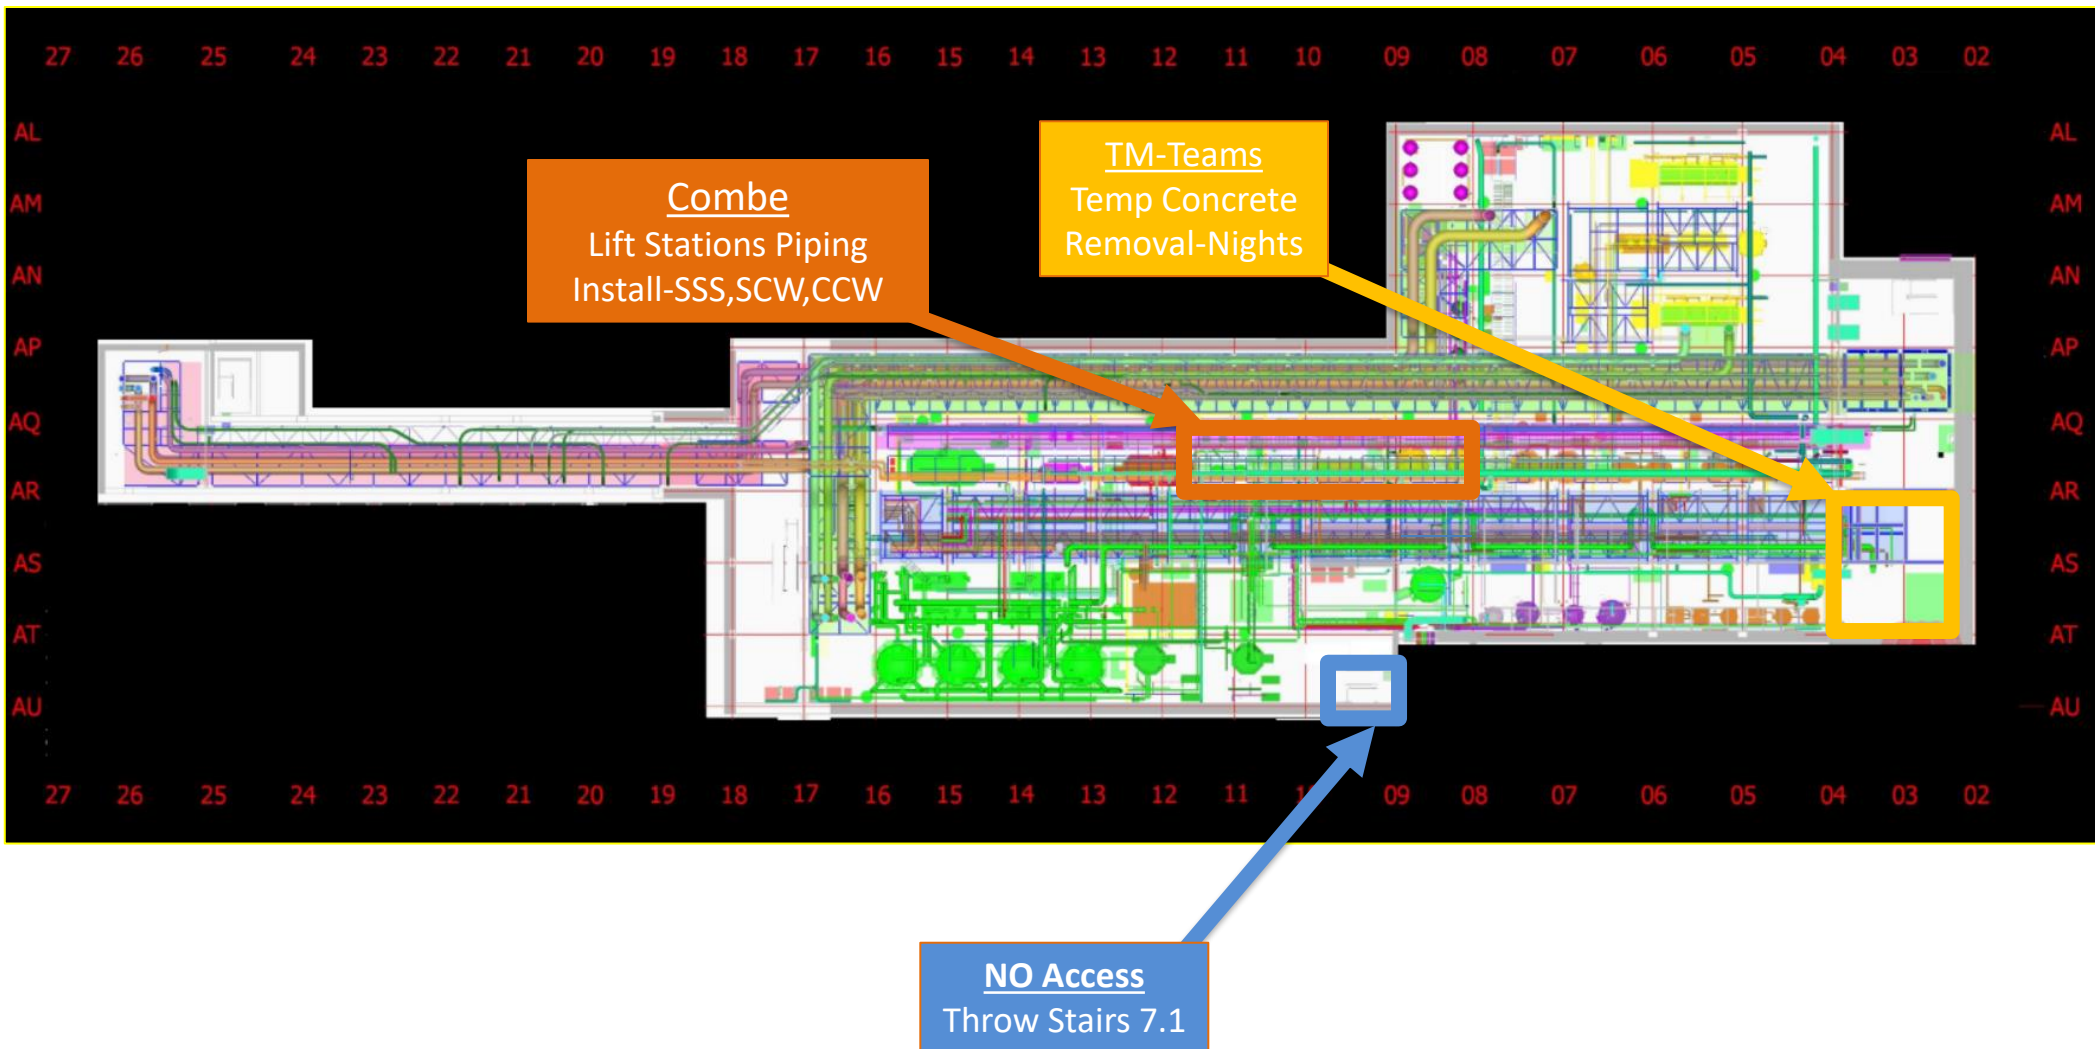 27 26 25 24 23 22 21 20 19 18 17 16 15 14 13 12 11 10 09 08 07 06 05 04 03 02
AL AL
TM-Teams
Temp Concrete
Removal-Nights
Combe
Lift Stations Piping
Install-SSS,SCW,CCW
AM AM
AN AN
AP AP
AQ AQ
AR AR
AS AS
AT AT
AU AU
27 26 25 24 23 22 21 20 19 18 17 16 15 14 13 12 11 09 08 07 06 05 04 03 02
NO Access
Throw Stairs 7.1